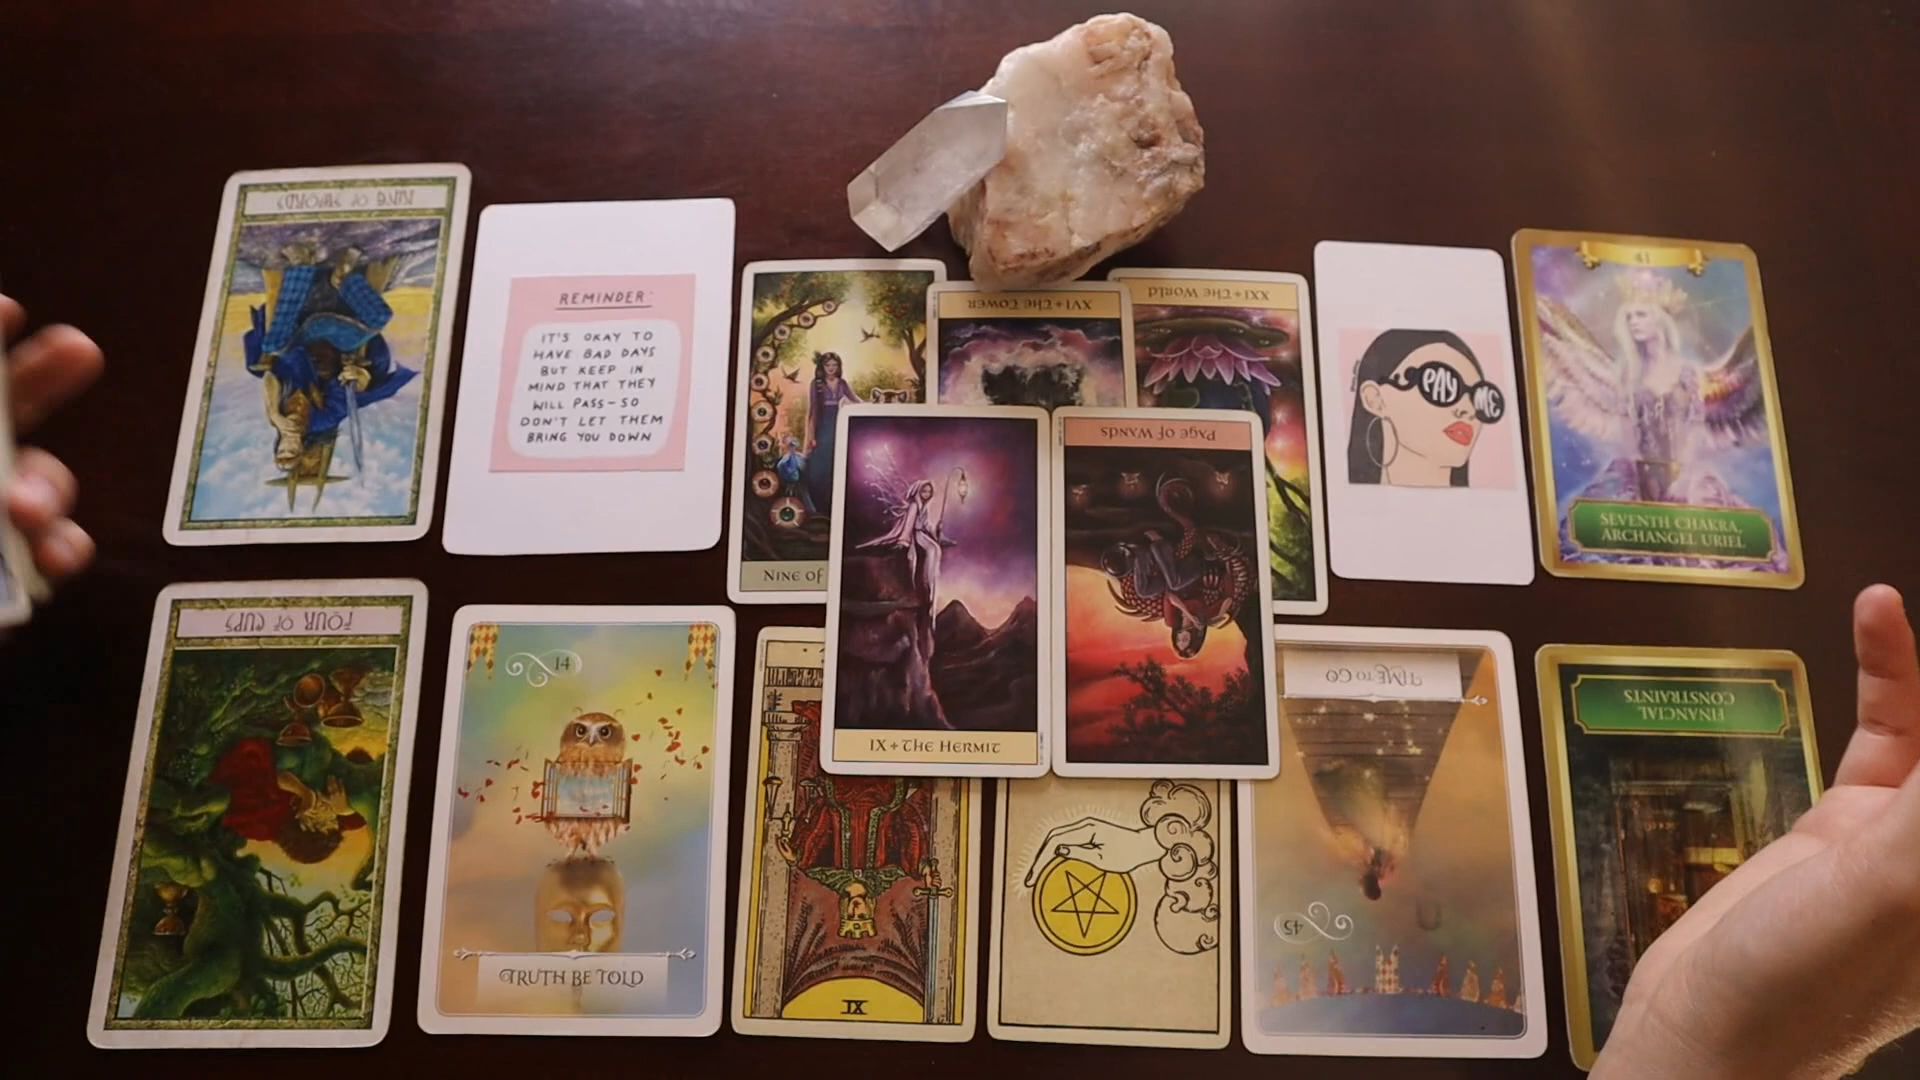 KING OF SWORDS
REMINDER:
IT'S OKAY TO
HAVE BAD DAYS
BUT KEEP IN
MIND THAT THEY
WILL PASS-SO
DON'T LET THEM
BRING YOU DOWN
NINE OF
XVI + THE TOWER
XXI + THE WORLD
PAY ME
41
SEVENTH CHAKRA,
ARCHANGEL URIEL
IX + THE HERMIT
PAGE OF WANDS
FOUR OF CUPS
14
TRUTH BE TOLD
XI
TIME TO GO
45
FINANCIAL
CONSTRAINTS